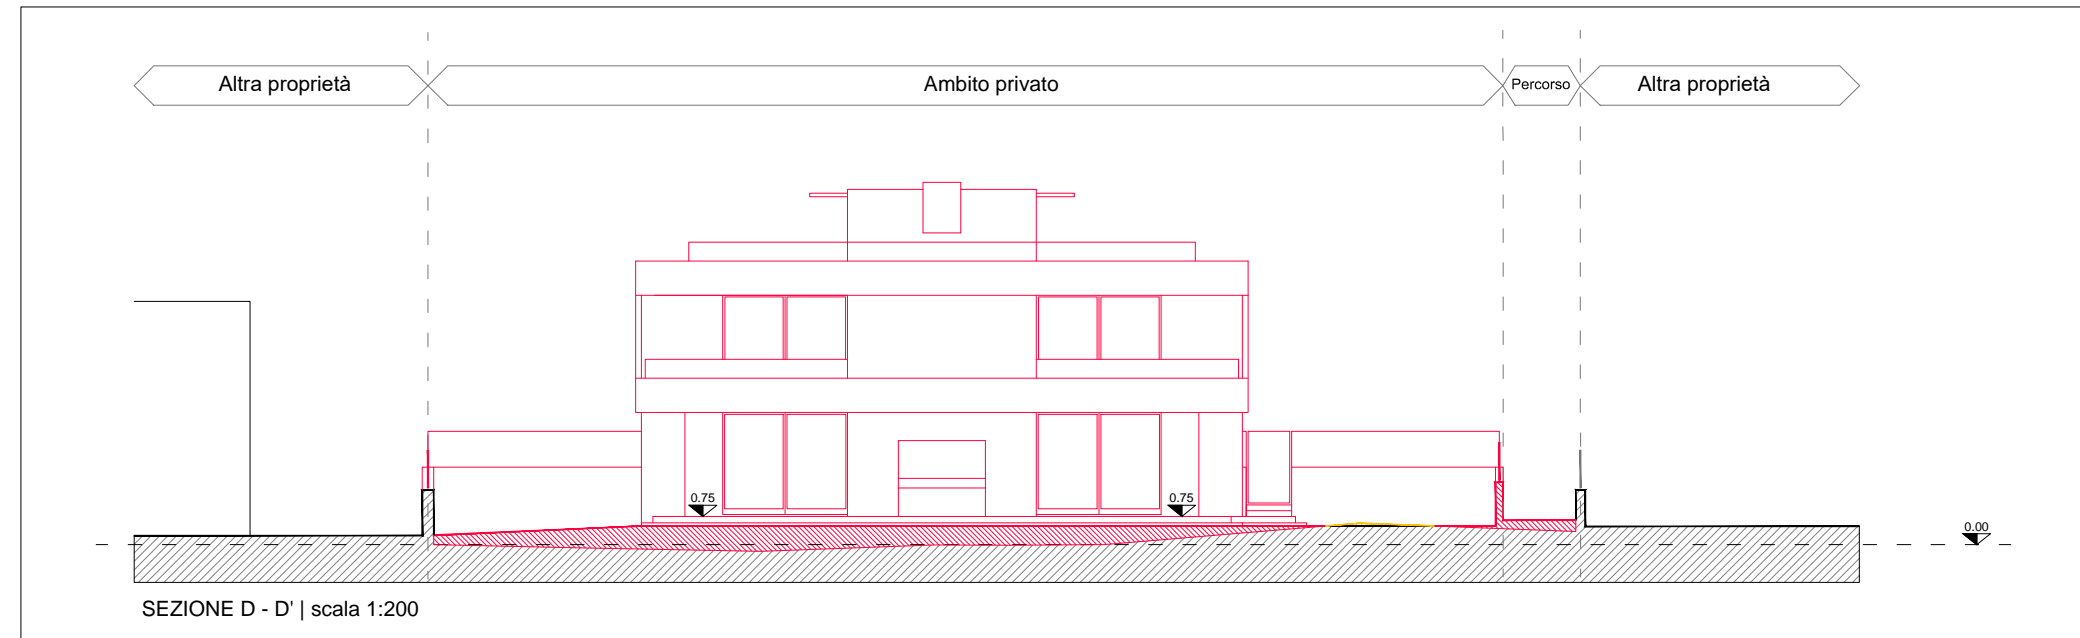 Altra proprietà
Ambito privato
Percorso
Altra proprietà
0.75
0.75
0.00
SEZIONE D - D' | scala 1:200